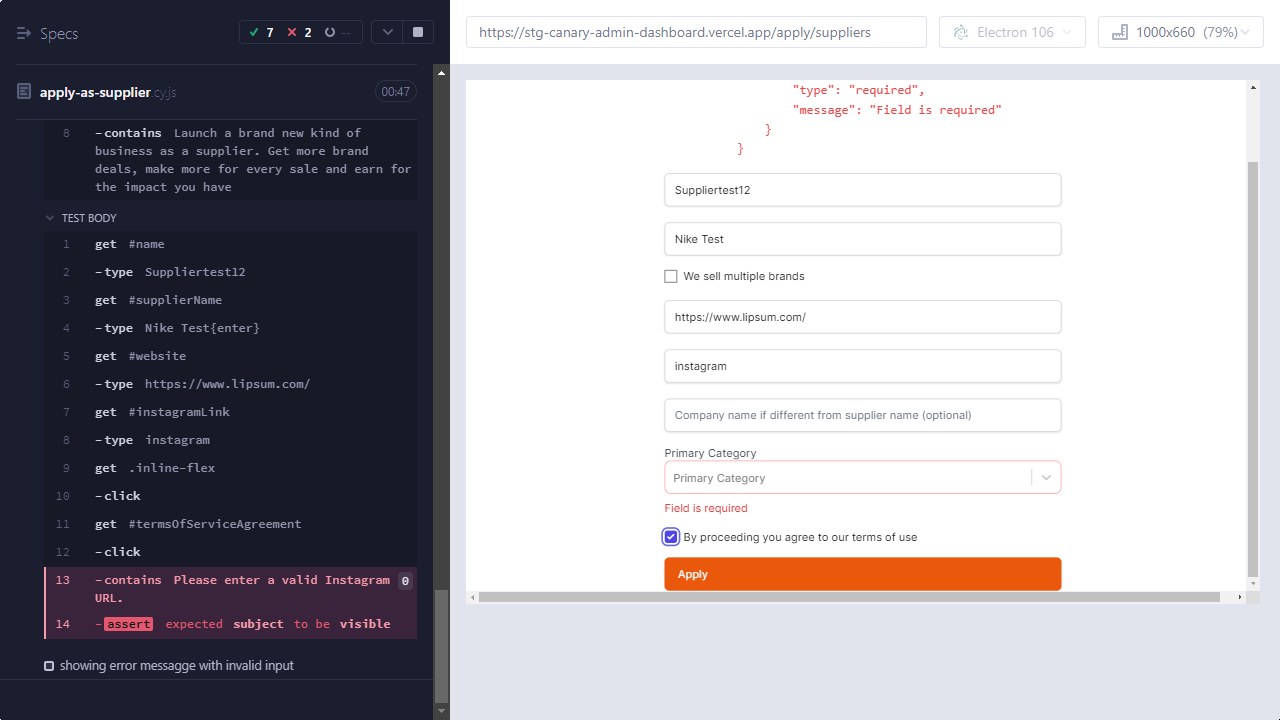 Specs
7 2 --
apply-as-supplier.cy.js 00:47
8 -contains Launch a brand new kind of
business as a supplier. Get more brand
deals, make more for every sale and earn for
the impact you have
TEST BODY
1 get #name
2 -type Suppliertest12
3 get #supplierName
4 -type Nike Test{enter}
5 get #website
6 -type https://www.lipsum.com/
7 get #instagramLink
8 -type instagram
9 get .inline-flex
10 -click
11 get #termsOfServiceAgreement
12 -click
13 -contains Please enter a valid Instagram 0
URL.
14 -assert expected subject to be visible
showing error messagge with invalid input
https://stg-canary-admin-dashboard.vercel.app/apply/suppliers
Electron 106
1000x660 (79%)
"type": "required",
"message": "Field is required"
}
}
Suppliertest12
Nike Test
We sell multiple brands
https://www.lipsum.com/
instagram
Company name if different from supplier name (optional)
Primary Category
Primary Category
Field is required
By proceeding you agree to our terms of use
Apply